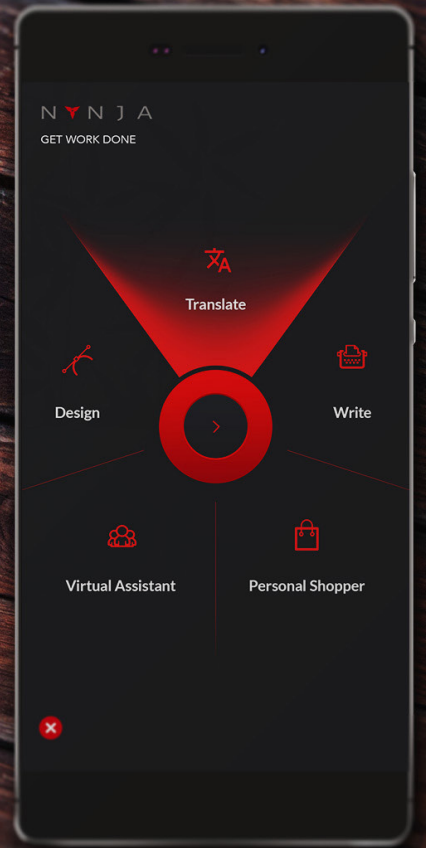 NYNJA
GET WORK DONE
Translate
Design
Write
Virtual Assistant
Personal Shopper